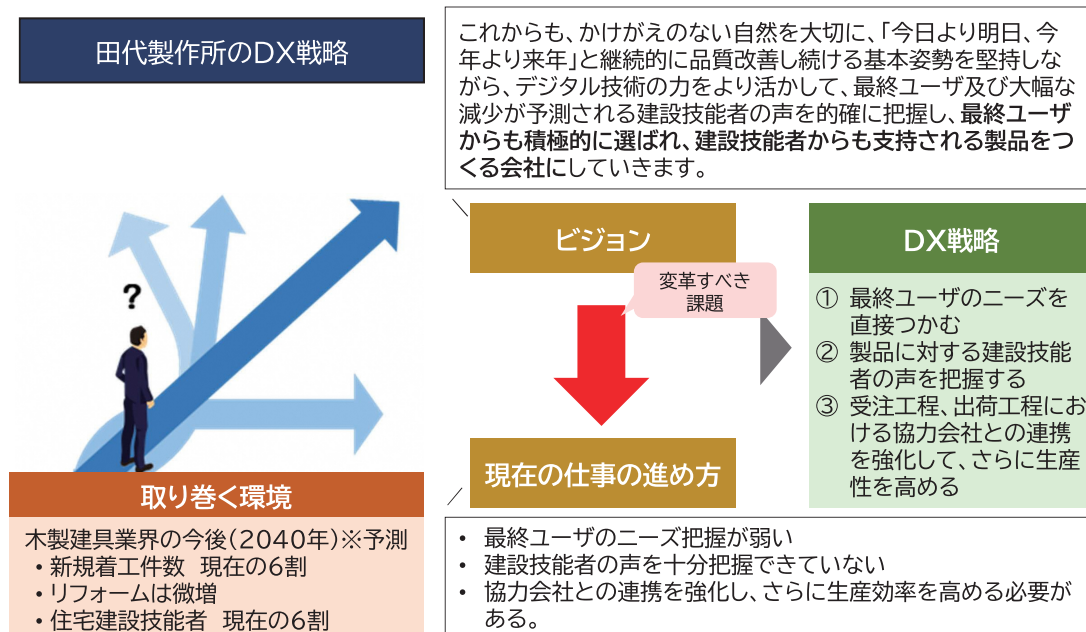 田代製作所のDX戦略
これからも、かけがえのない自然を大切に、「今日より明日、今
年より来年」と継続的に品質改善し続ける基本姿勢を堅持しな
がら、デジタル技術の力をより活かして、最終ユーザ及び大幅な
減少が予測される建設技能者の声を的確に把握し、最終ユーザ
からも積極的に選ばれ、建設技能者からも支持される製品をつ
くる会社にしていきます。
?
ビジョン
変革すべき
課題
現在の仕事の進め方
DX戦略
① 最終ユーザのニーズを
直接つかむ
② 製品に対する建設技能
者の声を把握する
③ 受注工程、出荷工程にお
ける協力会社との連携
を強化して、さらに生産
性を高める
取り巻く環境
木製建具業界の今後(2040年)※予測
・新規着工件数 現在の6割
・リフォームは微増
・住宅建設技能者 現在の6割
• 最終ユーザのニーズ把握が弱い
• 建設技能者の声を十分把握できていない
• 協力会社との連携を強化し、さらに生産効率を高める必要が
ある。